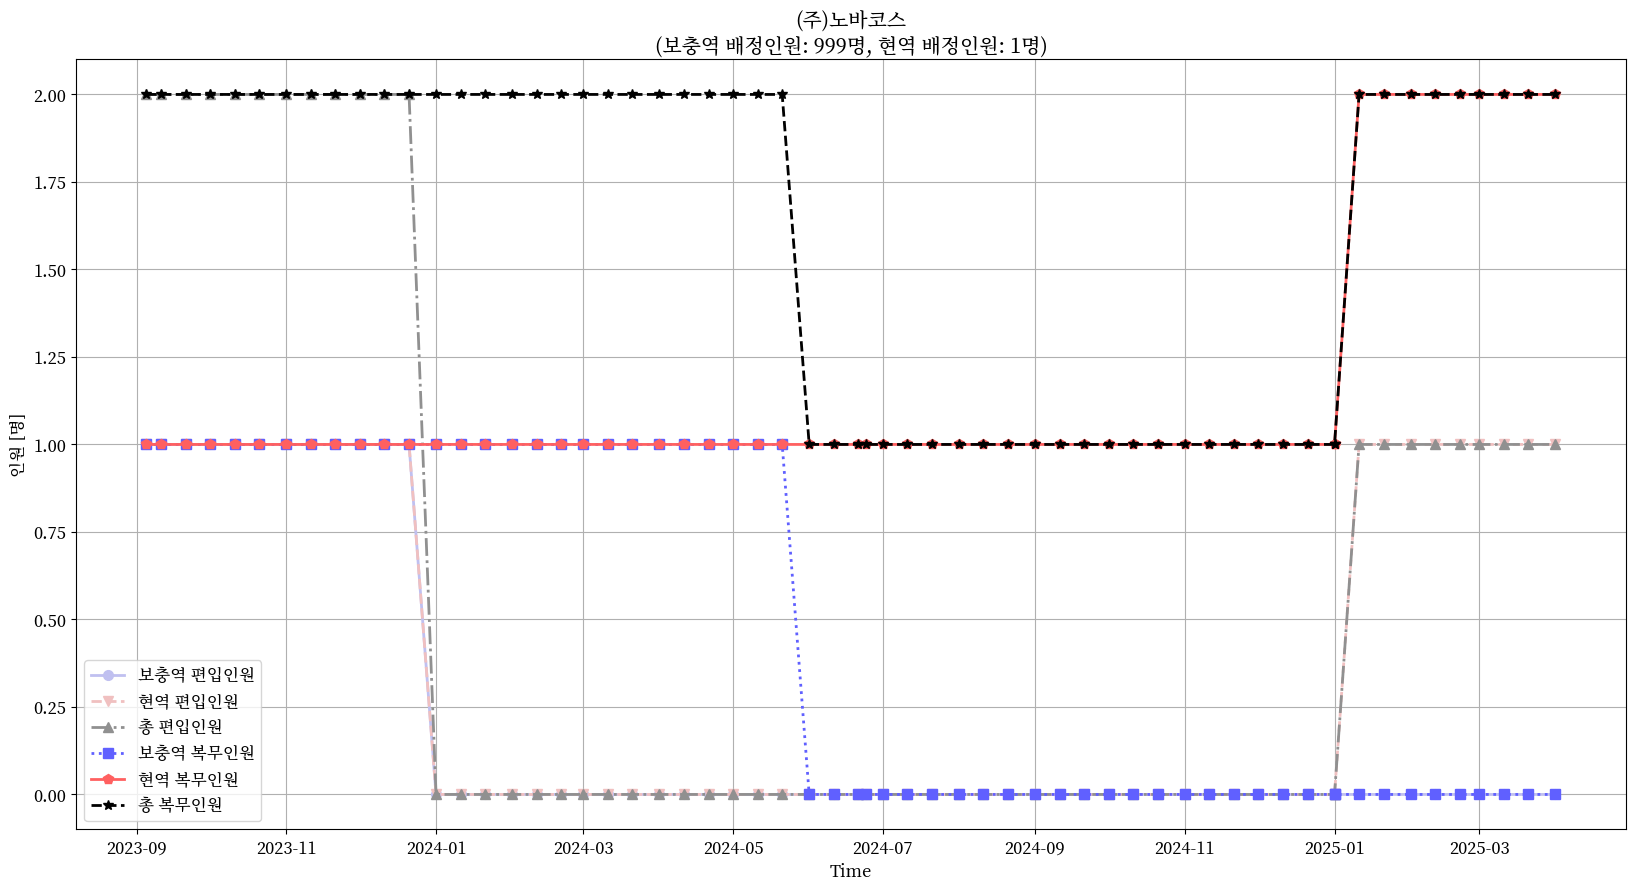 (주)노바코스
(보충역 배정인원: 999명, 현역 배정인원: 1명)
인원 [명]
2.00
1.75
1.50
1.25
1.00
0.75
0.50
0.25
0.00
보충역 편입인원
현역 편입인원
총 편입인원
보충역 복무인원
현역 복무인원
총 복무인원
2023-09
2023-11
2024-01
2024-03
2024-05
2024-07
2024-09
2024-11
2025-01
2025-03
Time